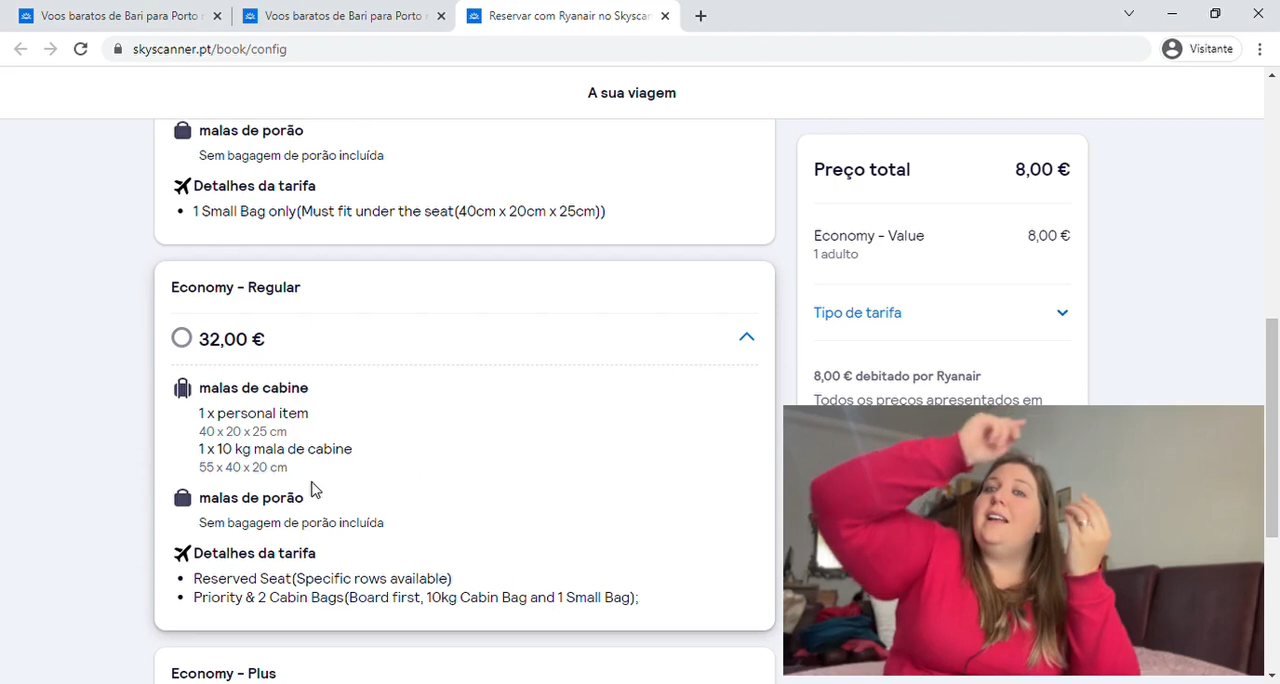 Voos baratos de Bari para Porto
Voos baratos de Bari para Porto
Reservar com Ryanair no Skyscan
skyscanner.pt/book/config
Visitante
A sua viagem
malas de porão
Sem bagagem de porão incluída
Detalhes da tarifa
• 1 Small Bag only(Must fit under the seat(40cm x 20cm x 25cm))
Economy - Regular
32,00 €
malas de cabine
1 x personal item
40 x 20 x 25 cm
1 x 10 kg mala de cabine
55 x 40 x 20 cm
malas de porão
Sem bagagem de porão incluída
Detalhes da tarifa
• Reserved Seat(Specific rows available)
• Priority & 2 Cabin Bags(Board first, 10kg Cabin Bag and 1 Small Bag);
Economy - Plus
Preço total 8,00 €
Economy - Value 8,00 €
1 adulto
Tipo de tarifa
8,00 € debitado por Ryanair
Todos os preços apresentados em